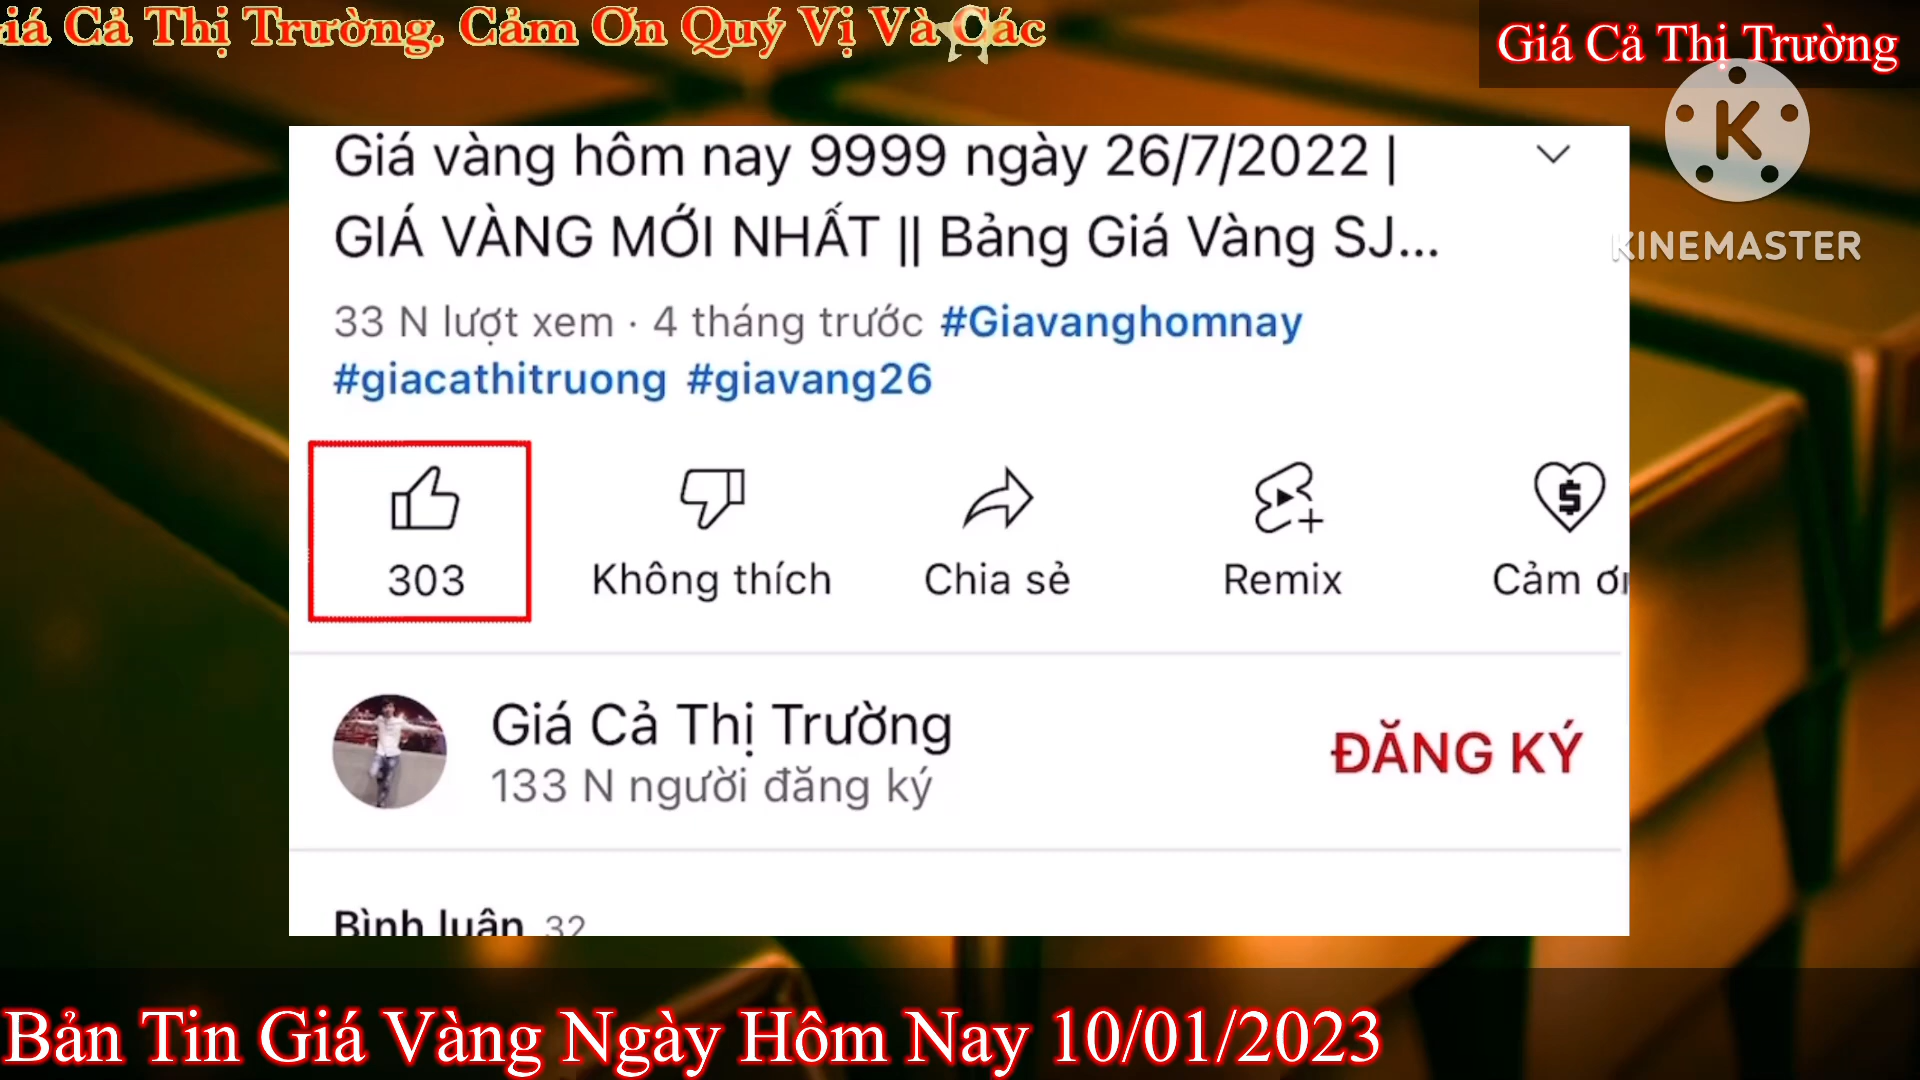 iá Cả Thị Trường. Cảm Ơn Quý Vị Và Các
Giá Cả Thị Trường
K
KINEMASTER
Giá vàng hôm nay 9999 ngày 26/7/2022 |
GIÁ VÀNG MỚI NHẤT || Bảng Giá Vàng SJ...
33 N lượt xem · 4 tháng trước #Giavanghomnay
#giacathitruong #giavang26
303 Không thích Chia sẻ Remix Cảm ơn
Giá Cả Thị Trường ĐĂNG KÝ
133 N người đăng ký
Bình luận 32
Bản Tin Giá Vàng Ngày Hôm Nay 10/01/2023